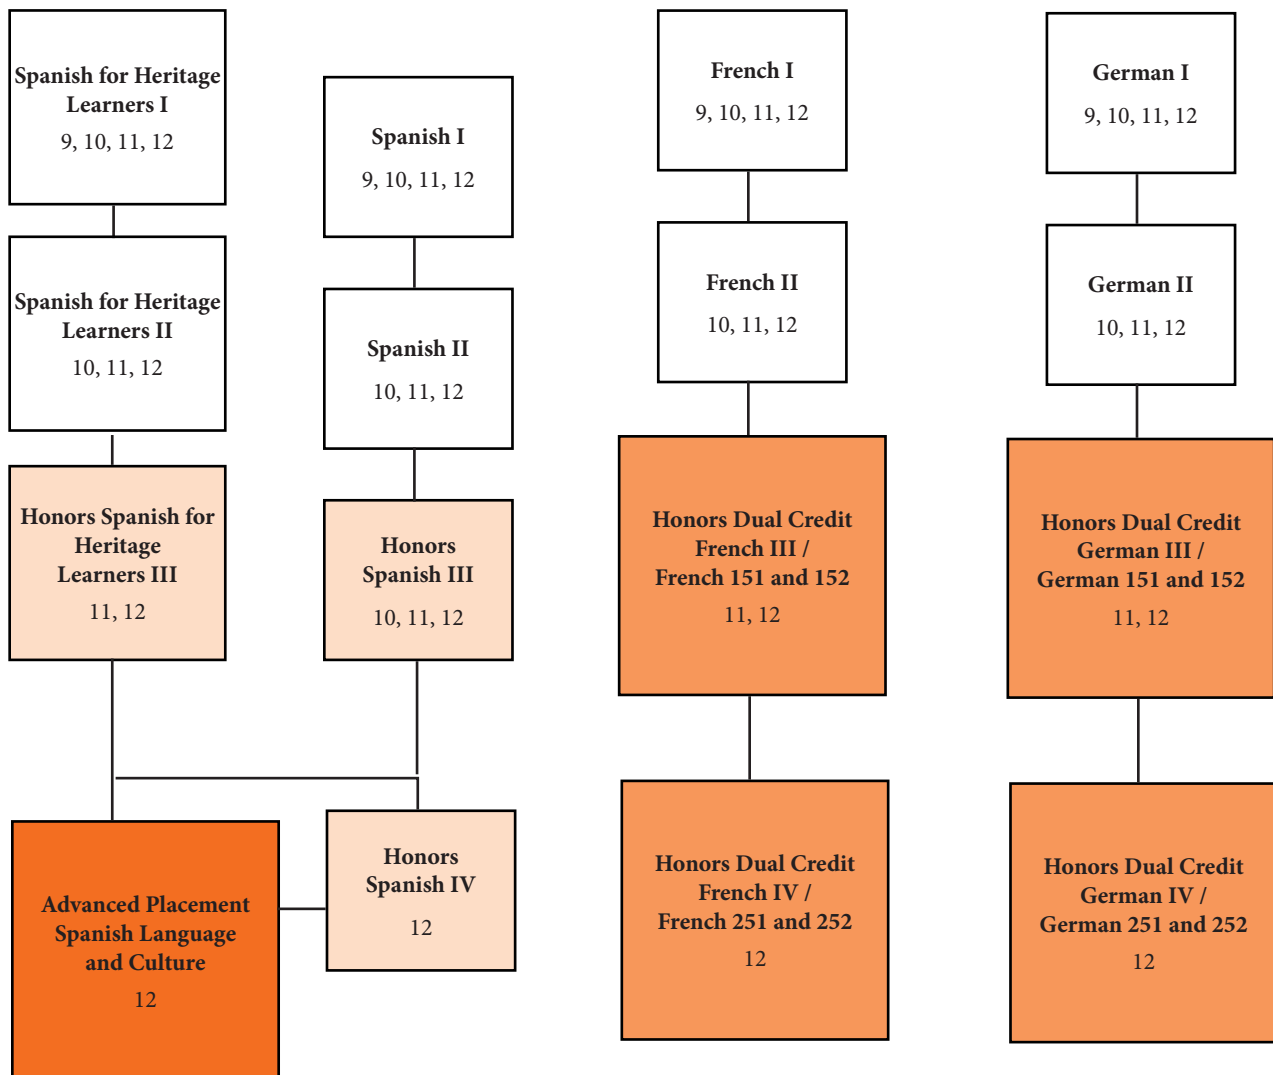 Spanish for Heritage
Learners I
9, 10, 11, 12
Spanish for Heritage
Learners II
10, 11, 12
Honors Spanish for
Heritage
Learners III
11, 12
Advanced Placement
Spanish Language
and Culture
12
Spanish I
9, 10, 11, 12
Spanish II
10, 11, 12
Honors
Spanish III
10, 11, 12
Honors
Spanish IV
12
French I
9, 10, 11, 12
French II
10, 11, 12
Honors Dual Credit
French III /
French 151 and 152
11, 12
Honors Dual Credit
French IV /
French 251 and 252
12
German I
9, 10, 11, 12
German II
10, 11, 12
Honors Dual Credit
German III /
German 151 and 152
11, 12
Honors Dual Credit
German IV /
German 251 and 252
12